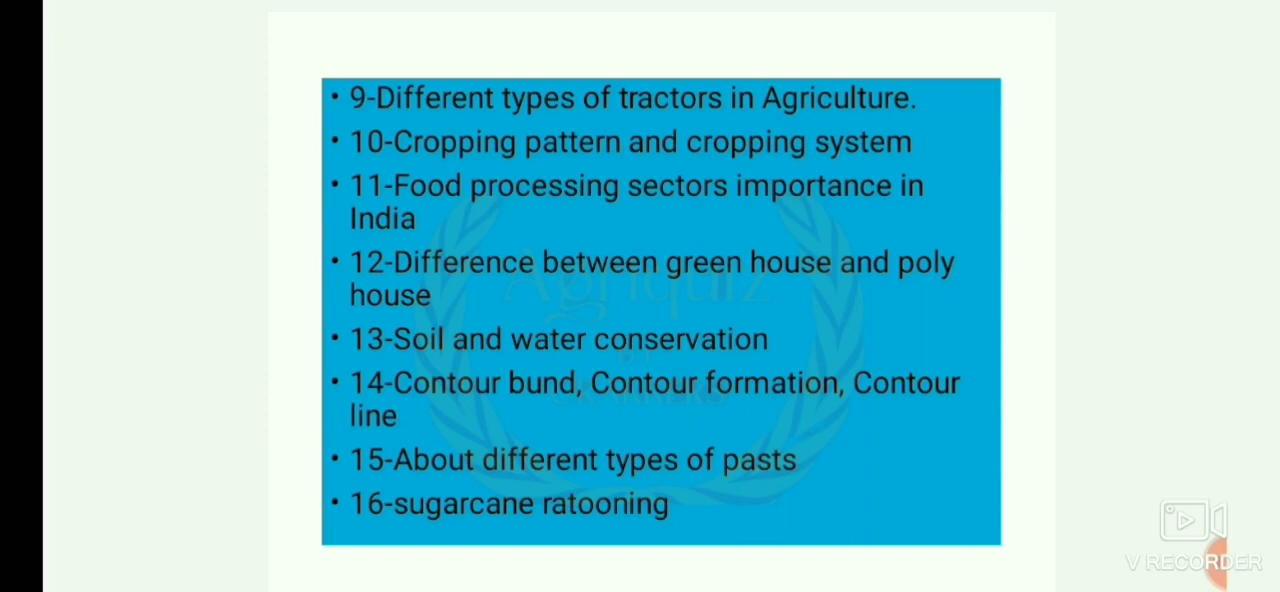 • 9-Different types of tractors in Agriculture.
• 10-Cropping pattern and cropping system
• 11-Food processing sectors importance in
India
• 12-Difference between green house and poly
house
• 13-Soil and water conservation
• 14-Contour bund, Contour formation, Contour
line
• 15-About different types of pasts
• 16-sugarcane ratooning
Agriquiz
V RECORDER